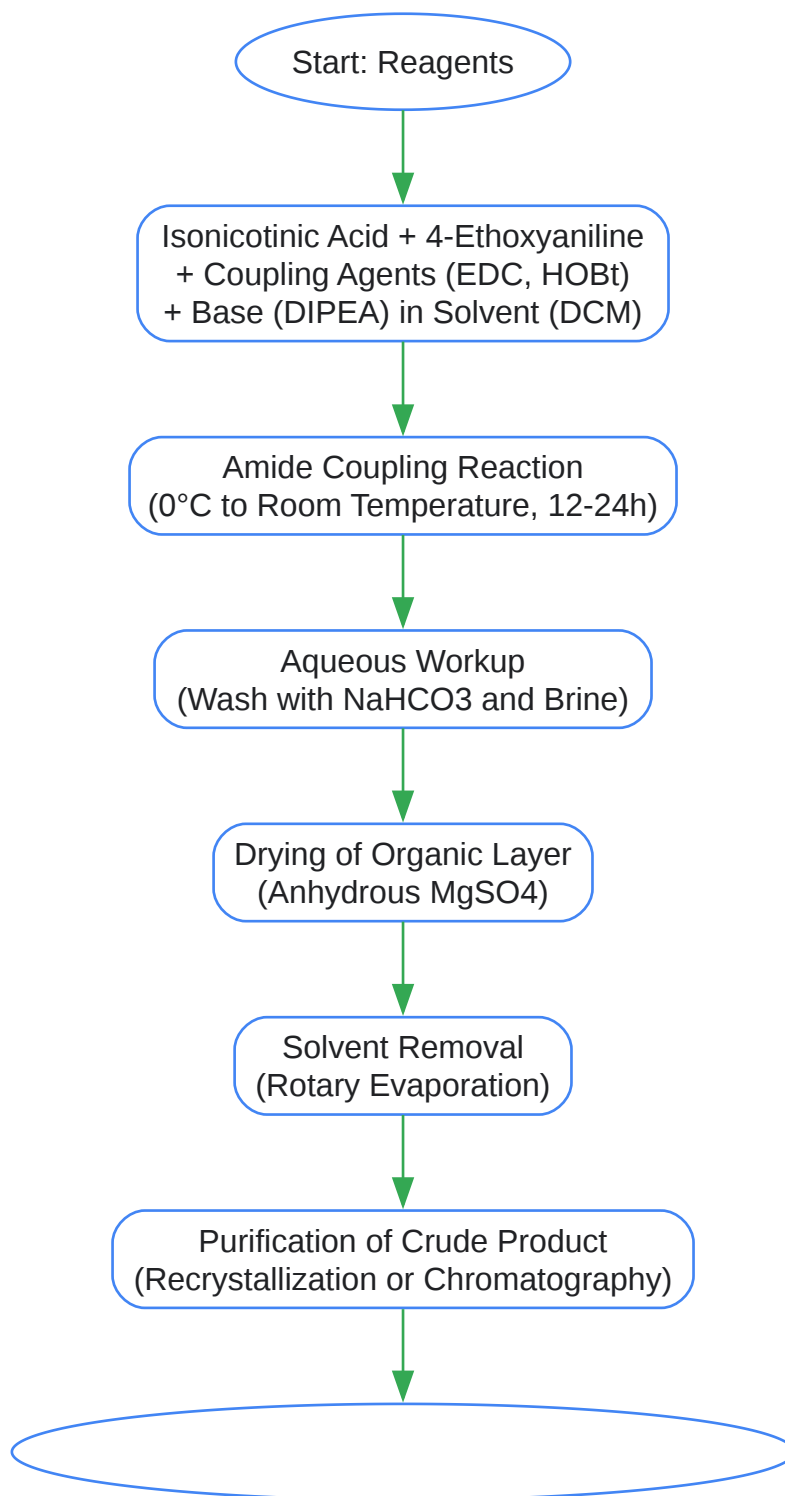 Start: Reagents
Isonicotinic Acid + 4-Ethoxyaniline
+ Coupling Agents (EDC, HOBt)
+ Base (DIPEA) in Solvent (DCM)
Amide Coupling Reaction
(0°C to Room Temperature, 12-24h)
Aqueous Workup
(Wash with NaHCO3 and Brine)
Drying of Organic Layer
(Anhydrous MgSO4)
Solvent Removal
(Rotary Evaporation)
Purification of Crude Product
(Recrystallization or Chromatography)